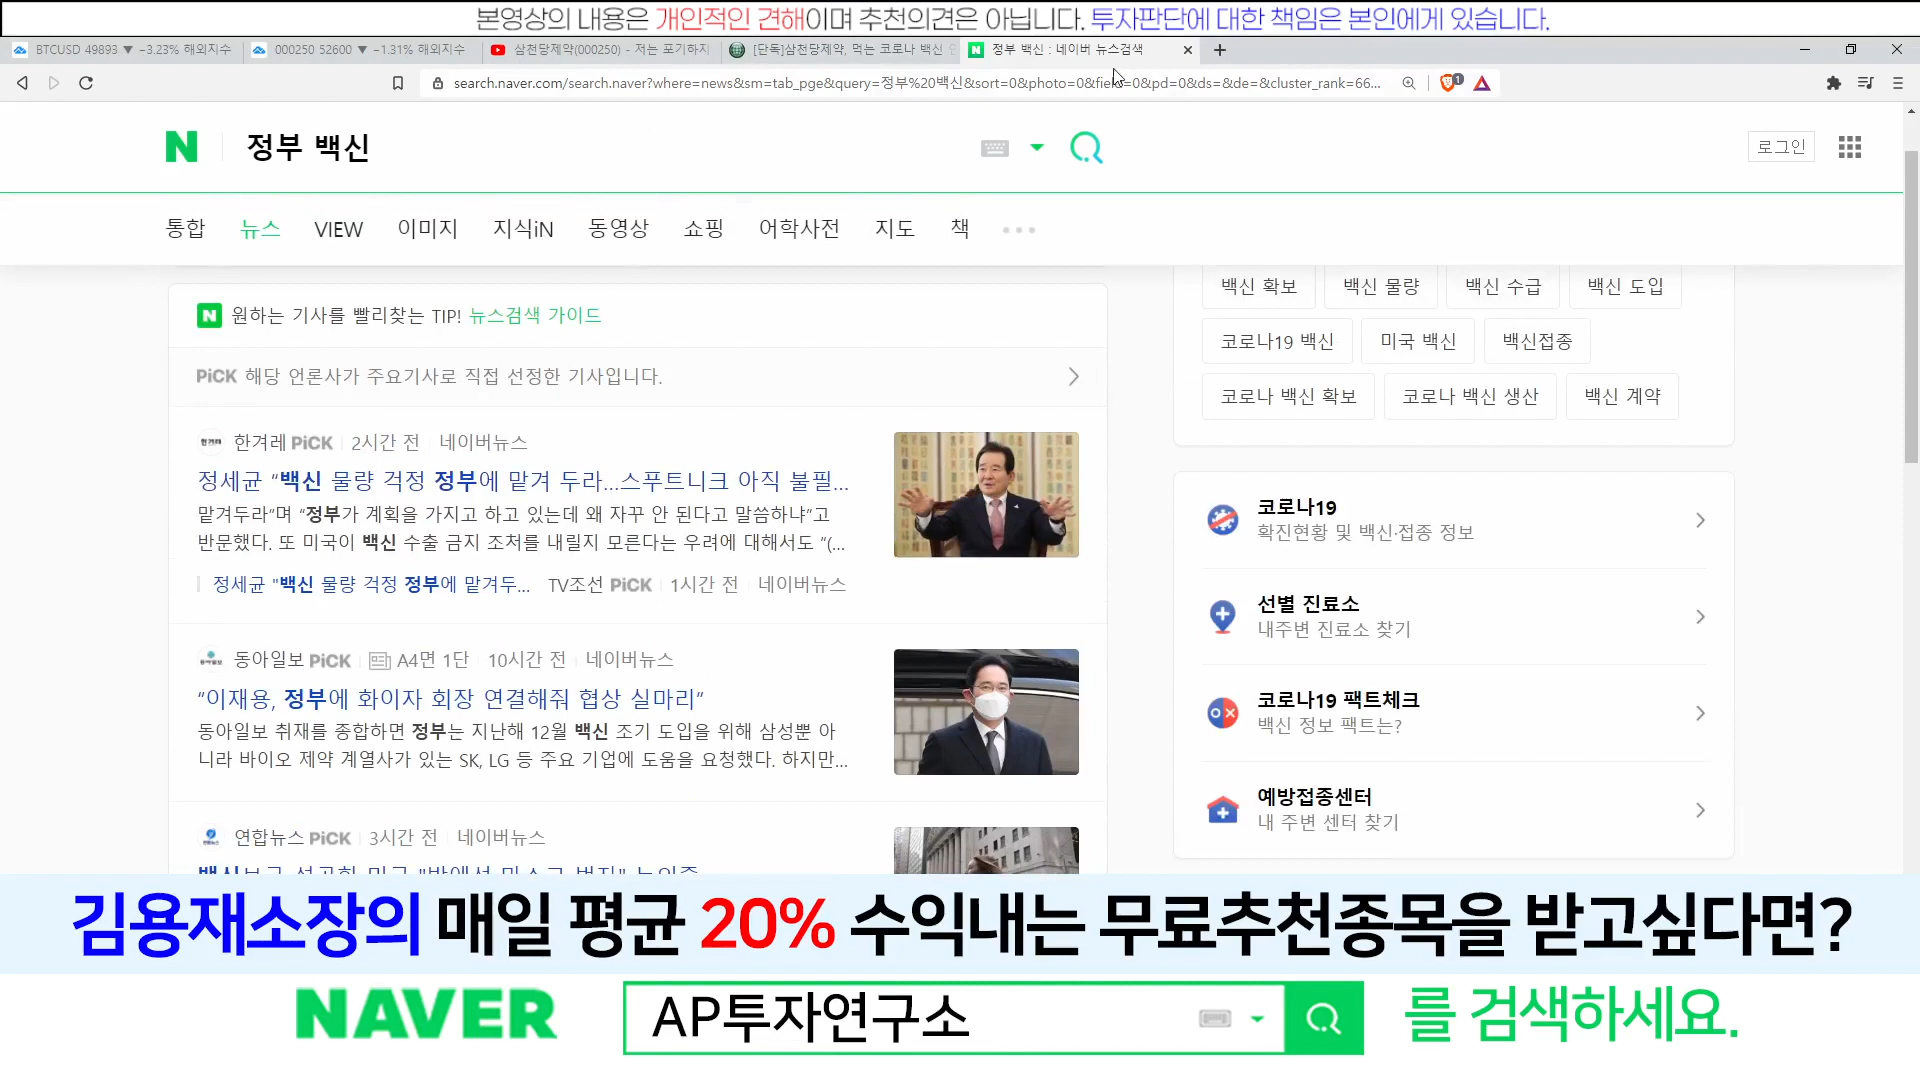 본영상의 내용은 개인적인 견해이며 추천의견은 아닙니다. 투자판단에 대한 책임은 본인에게 있습니다.
BTCUSD 49893 ▼ −3.23% 해외지수
000250 52600 ▼ −1.31% 해외지수
삼천당제약(000250) - 저는 포기하지
[단독]삼천당제약, 먹는 코로나 백신
정부 백신 : 네이버 뉴스검색
search.naver.com/search.naver?where=news&sm=tab_pge&query=정부%20백신&sort=0&photo=0&field=0&pd=0&ds=&de=&cluster_rank=66...
1
N
정부 백신
로그인
통합 뉴스 VIEW 이미지 지식iN 동영상 쇼핑 어학사전 지도 책
N 원하는 기사를 빨리찾는 TIP! 뉴스검색 가이드
PiCK 해당 언론사가 주요기사로 직접 선정한 기사입니다.
한겨레 PiCK 2시간 전 네이버뉴스
정세균 “백신 물량 걱정 정부에 맡겨 두라...스푸트니크 아직 불필...
맡겨두라”며 “정부가 계획을 가지고 하고 있는데 왜 자꾸 안 된다고 말씀하냐”고
반문했다. 또 미국이 백신 수출 금지 조처를 내릴지 모른다는 우려에 대해서도 “(...
정세균 "백신 물량 걱정 정부에 맡겨두... TV조선 PiCK 1시간 전 네이버뉴스
동아일보 PiCK A4면 1단 10시간 전 네이버뉴스
“이재용, 정부에 화이자 회장 연결해줘 협상 실마리”
동아일보 취재를 종합하면 정부는 지난해 12월 백신 조기 도입을 위해 삼성뿐 아
니라 바이오 제약 계열사가 있는 SK, LG 등 주요 기업에 도움을 요청했다. 하지만...
연합뉴스 PiCK 3시간 전 네이버뉴스
백신 확보 백신 물량 백신 수급 백신 도입
코로나19 백신 미국 백신 백신접종
코로나 백신 확보 코로나 백신 생산 백신 계약
코로나19
확진현황 및 백신·접종 정보
선별 진료소
내주변 진료소 찾기
코로나19 팩트체크
백신 정보 팩트는?
예방접종센터
내 주변 센터 찾기
김용재소장의 매일 평균 20% 수익내는 무료추천종목을 받고싶다면?
NAVER AP투자연구소 를 검색하세요.